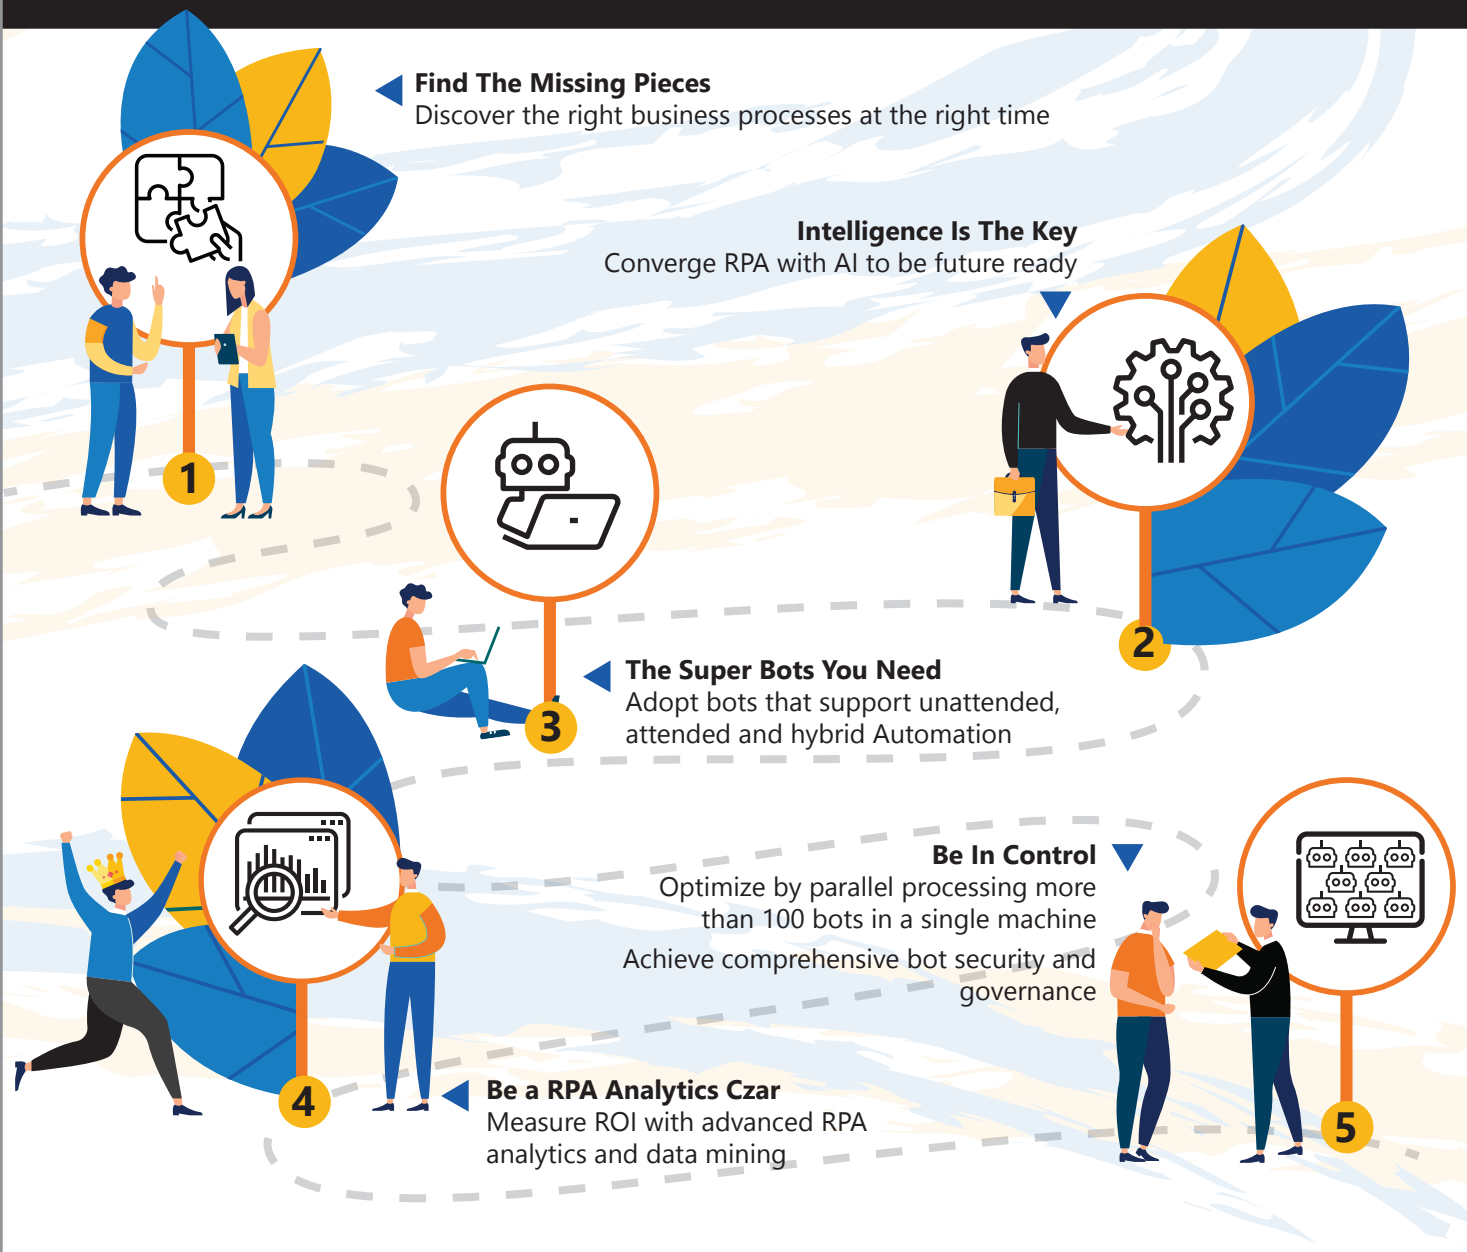 Find The Missing Pieces
Discover the right business processes at the right time
1
Intelligence Is The Key
Converge RPA with AI to be future ready
2
The Super Bots You Need
Adopt bots that support unattended,
attended and hybrid Automation
3
Be a RPA Analytics Czar
Measure ROI with advanced RPA
analytics and data mining
4
Be In Control
Optimize by parallel processing more
than 100 bots in a single machine
Achieve comprehensive bot security and
governance
5